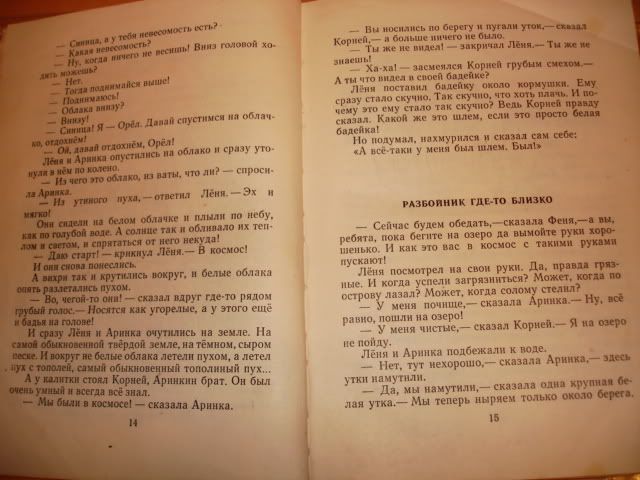 — Синица, а у тебя невесомость есть?
— Какая невесомость?
— Ну, когда ничего не весишь! Вниз головой хо-
дить можешь?
— Нет.
— Тогда поднимайся выше!
— Поднимаюсь!
— Облака внизу?
— Внизу!
— Синица! Я — Орёл. Давай спустимся на облач-
ко, отдохнём!
— Ой, давай отдохнём, Орёл!
Лёня и Аринка опустились на облако и сразу уто-
нули в нём по колено.
— Из чего это облако, из ваты, что ли? — спроси-
ла Аринка.
— Из утиного пуха,— ответил Лёня.— Эх и
мягко!
Они сидели на белом облачке и плыли по небу,
как по голубой воде. А солнце так и обливало их теп-
лом и светом, и спрятаться от него некуда!
— Даю старт! — крикнул Лёня.— В космос!
И они снова понеслись.
А вихри так и крутились вокруг, и белые облака
опять разлетались пухом.
— Во, чегой-то они! — сказал вдруг где-то рядом
грубый голос.— Носятся как угорелые, а у этого ещё
и бадья на голове!
И сразу Лёня и Аринка очутились на земле. На
самой обыкновенной твёрдой земле, на тёмном, сыром
песке. И вокруг не белые облака летели пухом, а летел
пух с тополей, самый обыкновенный тополиный пух...
А у калитки стоял Корней, Аринкин брат. Он был
очень умный и всегда всё знал.
— Мы были в космосе! — сказала Аринка.
14
— Вы носились по берегу и пугали уток,— сказал
Корней,— а больше ничего не было.
— Ты же не видел! — закричал Лёня.— Ты же не
знаешь!
— Ха-ха! — засмеялся Корней грубым смехом.—
А ты что видел в своей бадейке?
Лёня поставил бадейку около кормушки. Ему
сразу стало скучно. Так скучно, что хоть плачь. И по-
чему это ему стало так скучно? Ведь Корней правду
сказал. Какой же это шлем, если это просто белая
бадейка!
Но подумал, нахмурился и сказал сам себе:
«А всё-таки у меня был шлем. Был!»
РАЗБОЙНИК ГДЕ-ТО БЛИЗКО
— Сейчас будем обедать,— сказала Феня,— а вы,
ребята, пока бегите на озеро да вымойте руки хоро-
шенько. И как это вас в космос с такими руками
пускают!
Лёня посмотрел на свои руки. Да, правда гряз-
ные. И когда успели загрязниться? Может, когда по
острову лазал? Может, когда солому стелил?
— У меня почище,— сказала Аринка.— Ну, всё
равно, пошли на озеро!
— У меня чистые,— сказал Корней.— Я на озеро
не пойду.
Лёня и Аринка подбежали к воде.
— Нет, тут нехорошо,— сказала Аринка,— здесь
утки намутили.
— Да, мы намутили,— сказала одна крупная бе-
лая утка.— Мы теперь ныряем только около берега.
15